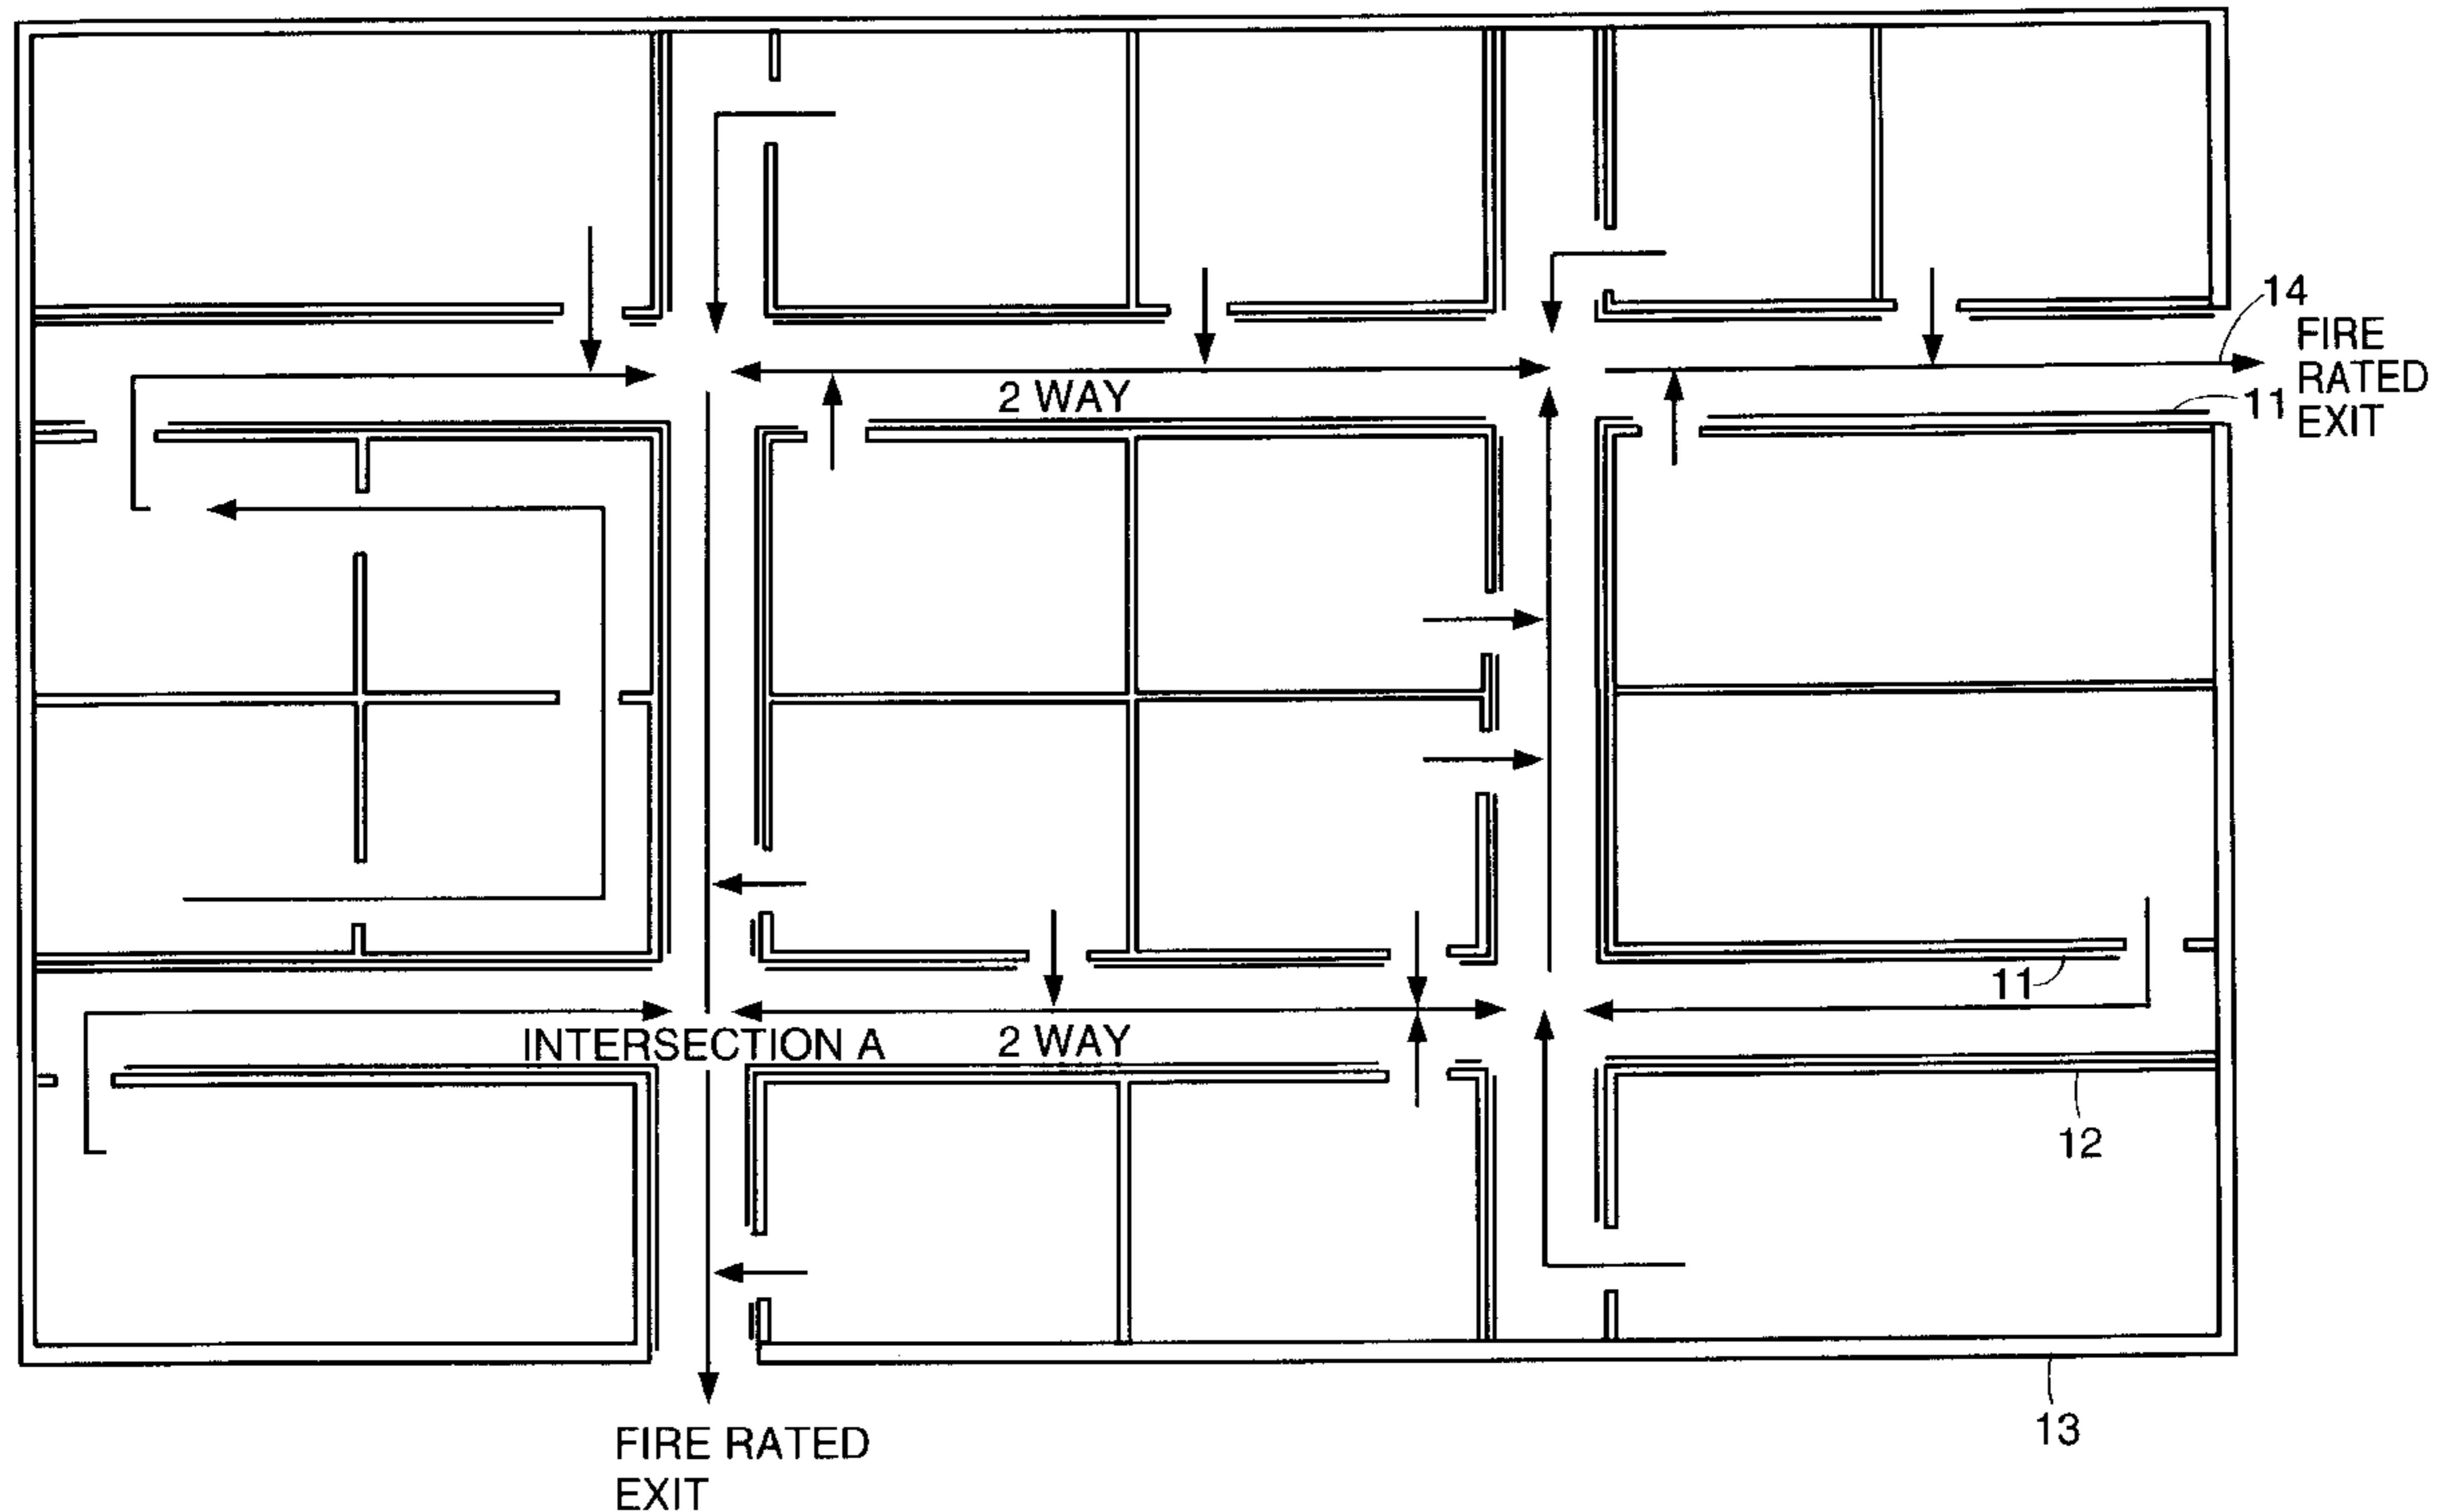 14
FIRE
RATED
EXIT
11
2 WAY
11
INTERSECTION A
2 WAY
12
13
FIRE RATED
EXIT